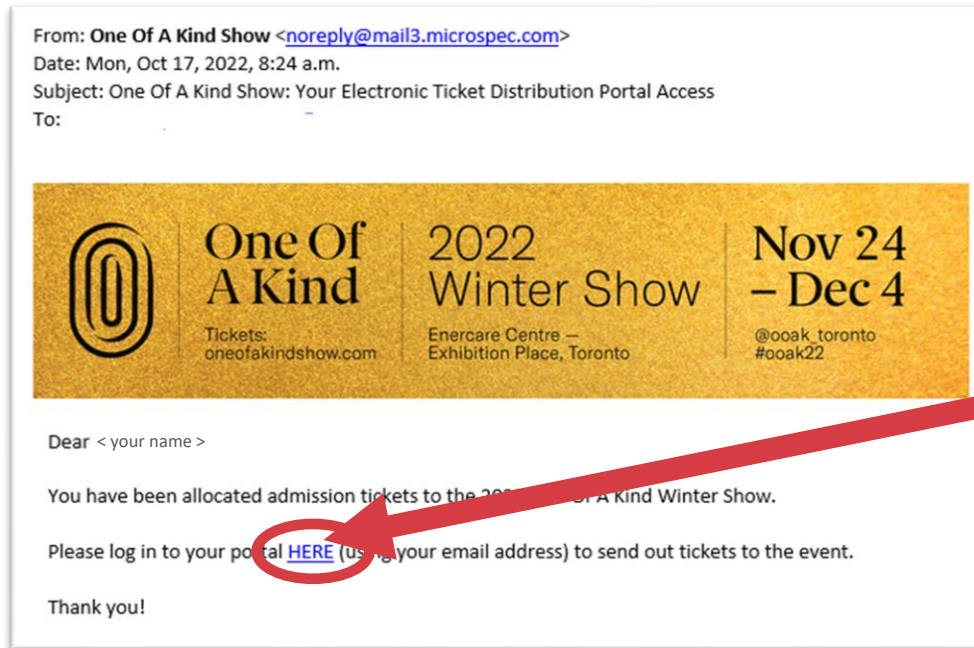 From: One Of A Kind Show <noreply@mail3.microspec.com>
Date: Mon, Oct 17, 2022, 8:24 a.m.
Subject: One Of A Kind Show: Your Electronic Ticket Distribution Portal Access
To:
One Of
A Kind
Tickets:
oneofakindshow.com
2022
Winter Show
Enercare Centre –
Exhibition Place, Toronto
Nov 24
– Dec 4
@ooak_toronto
#ooak22
Dear < your name >
You have been allocated admission tickets to the A Kind Winter Show.
Please log in to your portal HERE your email address) to send out tickets to the event.
Thank you!